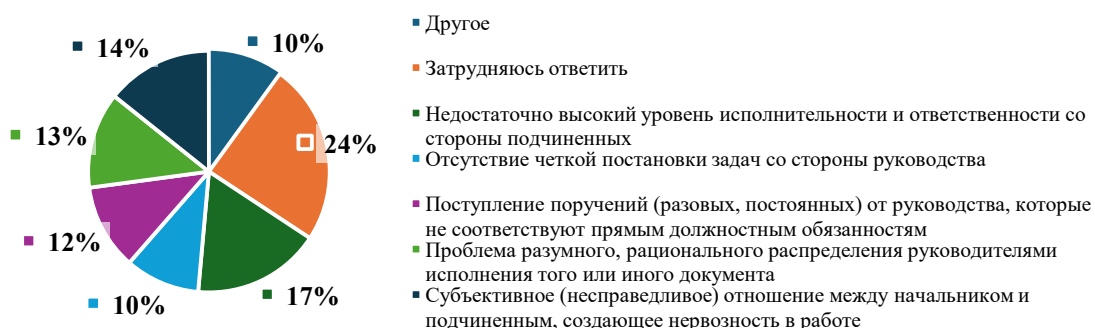 14%
10%
13%
24%
12%
10%
17%
Другое
Затрудняюсь ответить
Недостаточно высокий уровень исполнительности и ответственности со
стороны подчиненных
Отсутствие четкой постановки задач со стороны руководства
Поступление поручений (разовых, постоянных) от руководства, которые
не соответствуют прямым должностным обязанностям
Проблема разумного, рационального распределения руководителями
исполнения того или иного документа
Субъективное (несправедливое) отношение между начальником и
подчиненным, создающее нервозность в работе